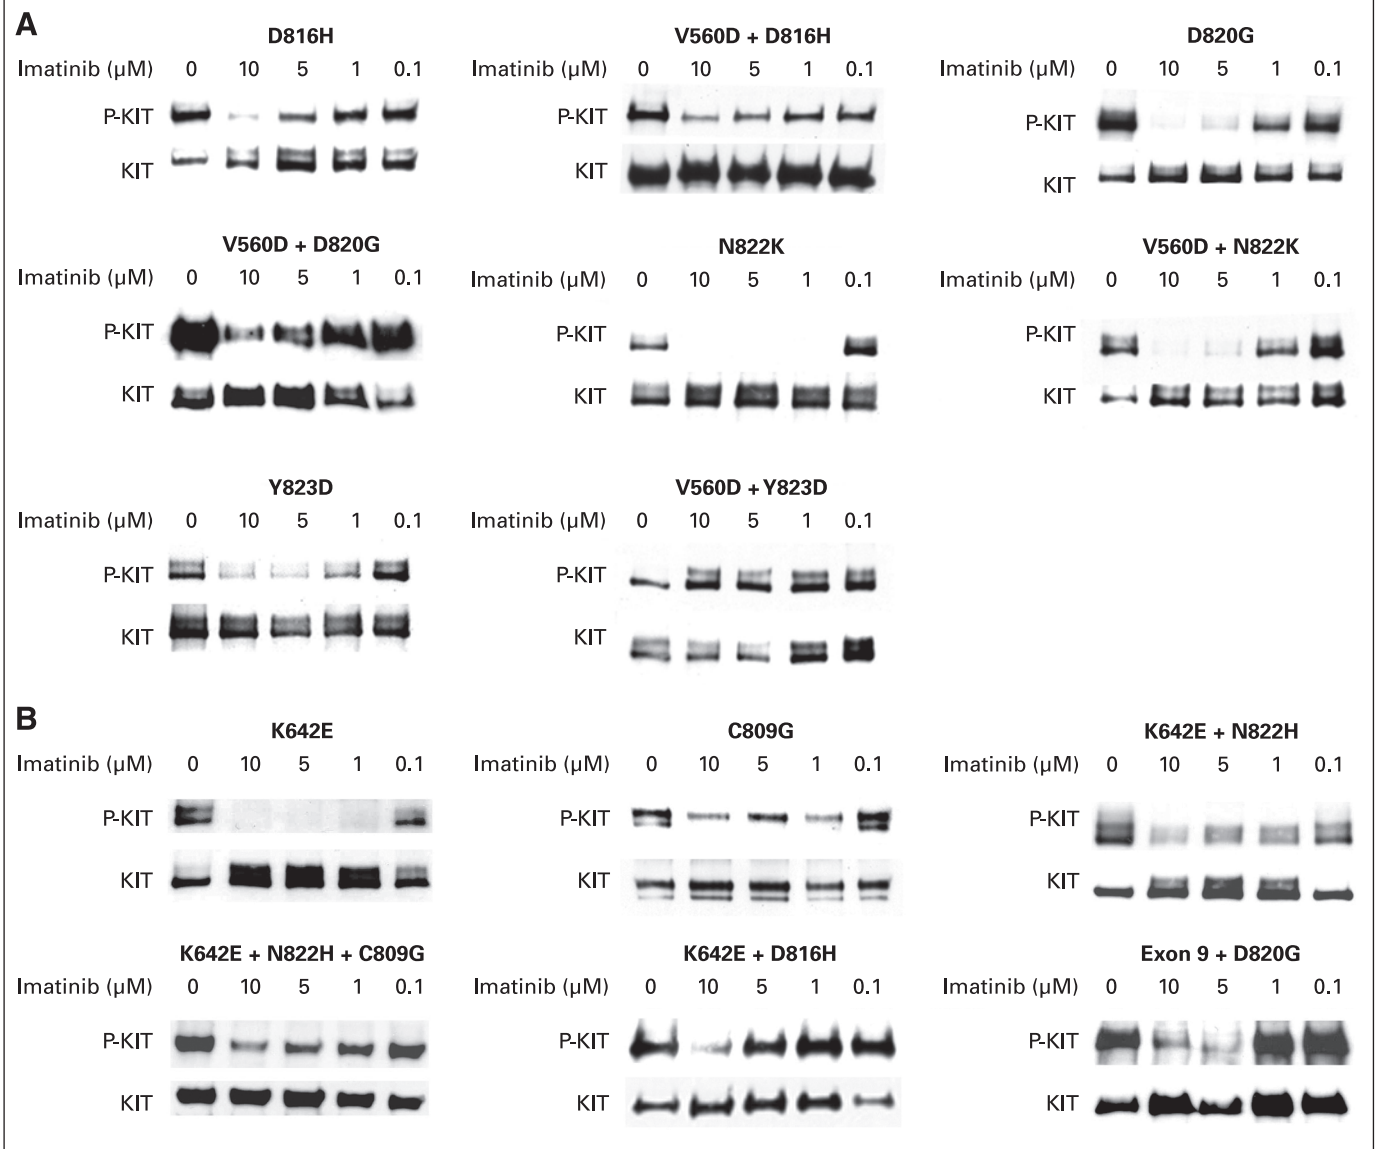 A
D816H V560D + D816H D820G
Imatinib (µM) 0 10 5 1 0.1 Imatinib (µM) 0 10 5 1 0.1 Imatinib (µM) 0 10 5 1 0.1
P-KIT P-KIT P-KIT
KIT KIT KIT
V560D + D820G N822K V560D + N822K
Imatinib (µM) 0 10 5 1 0.1 Imatinib (µM) 0 10 5 1 0.1 Imatinib (µM) 0 10 5 1 0.1
P-KIT P-KIT P-KIT
KIT KIT KIT
Y823D V560D + Y823D
Imatinib (µM) 0 10 5 1 0.1 Imatinib (µM) 0 10 5 1 0.1
P-KIT P-KIT
KIT KIT
B
K642E C809G K642E + N822H
Imatinib (µM) 0 10 5 1 0.1 Imatinib (µM) 0 10 5 1 0.1 Imatinib (µM) 0 10 5 1 0.1
P-KIT P-KIT P-KIT
KIT KIT KIT
K642E + N822H + C809G K642E + D816H Exon 9 + D820G
Imatinib (µM) 0 10 5 1 0.1 Imatinib (µM) 0 10 5 1 0.1 Imatinib (µM) 0 10 5 1 0.1
P-KIT P-KIT P-KIT
KIT KIT KIT